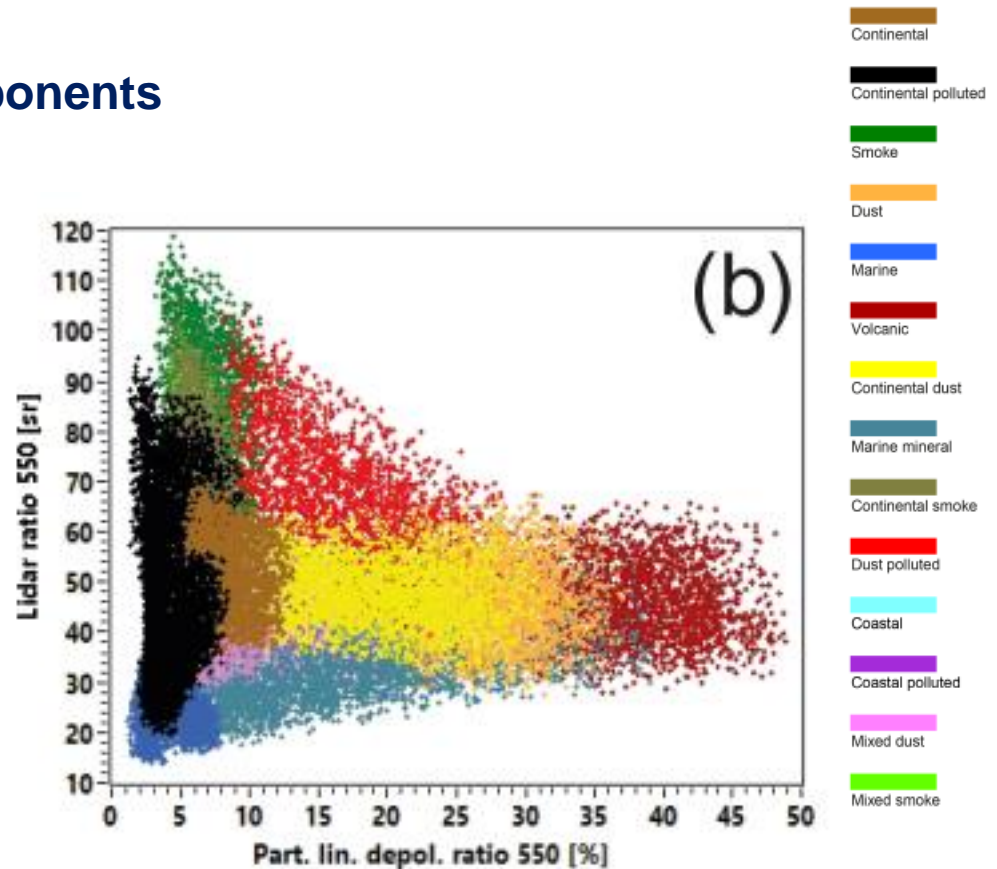 ponents
(b)
120
110
100
90
80
70
60
50
40
30
20
10
Lidar ratio 550 [sr]
0 5 10 15 20 25 30 35 40 45 50
Part. lin. depol. ratio 550 [%]
Continental
Continental polluted
Smoke
Dust
Marine
Volcanic
Continental dust
Marine mineral
Continental smoke
Dust polluted
Coastal
Coastal polluted
Mixed dust
Mixed smoke